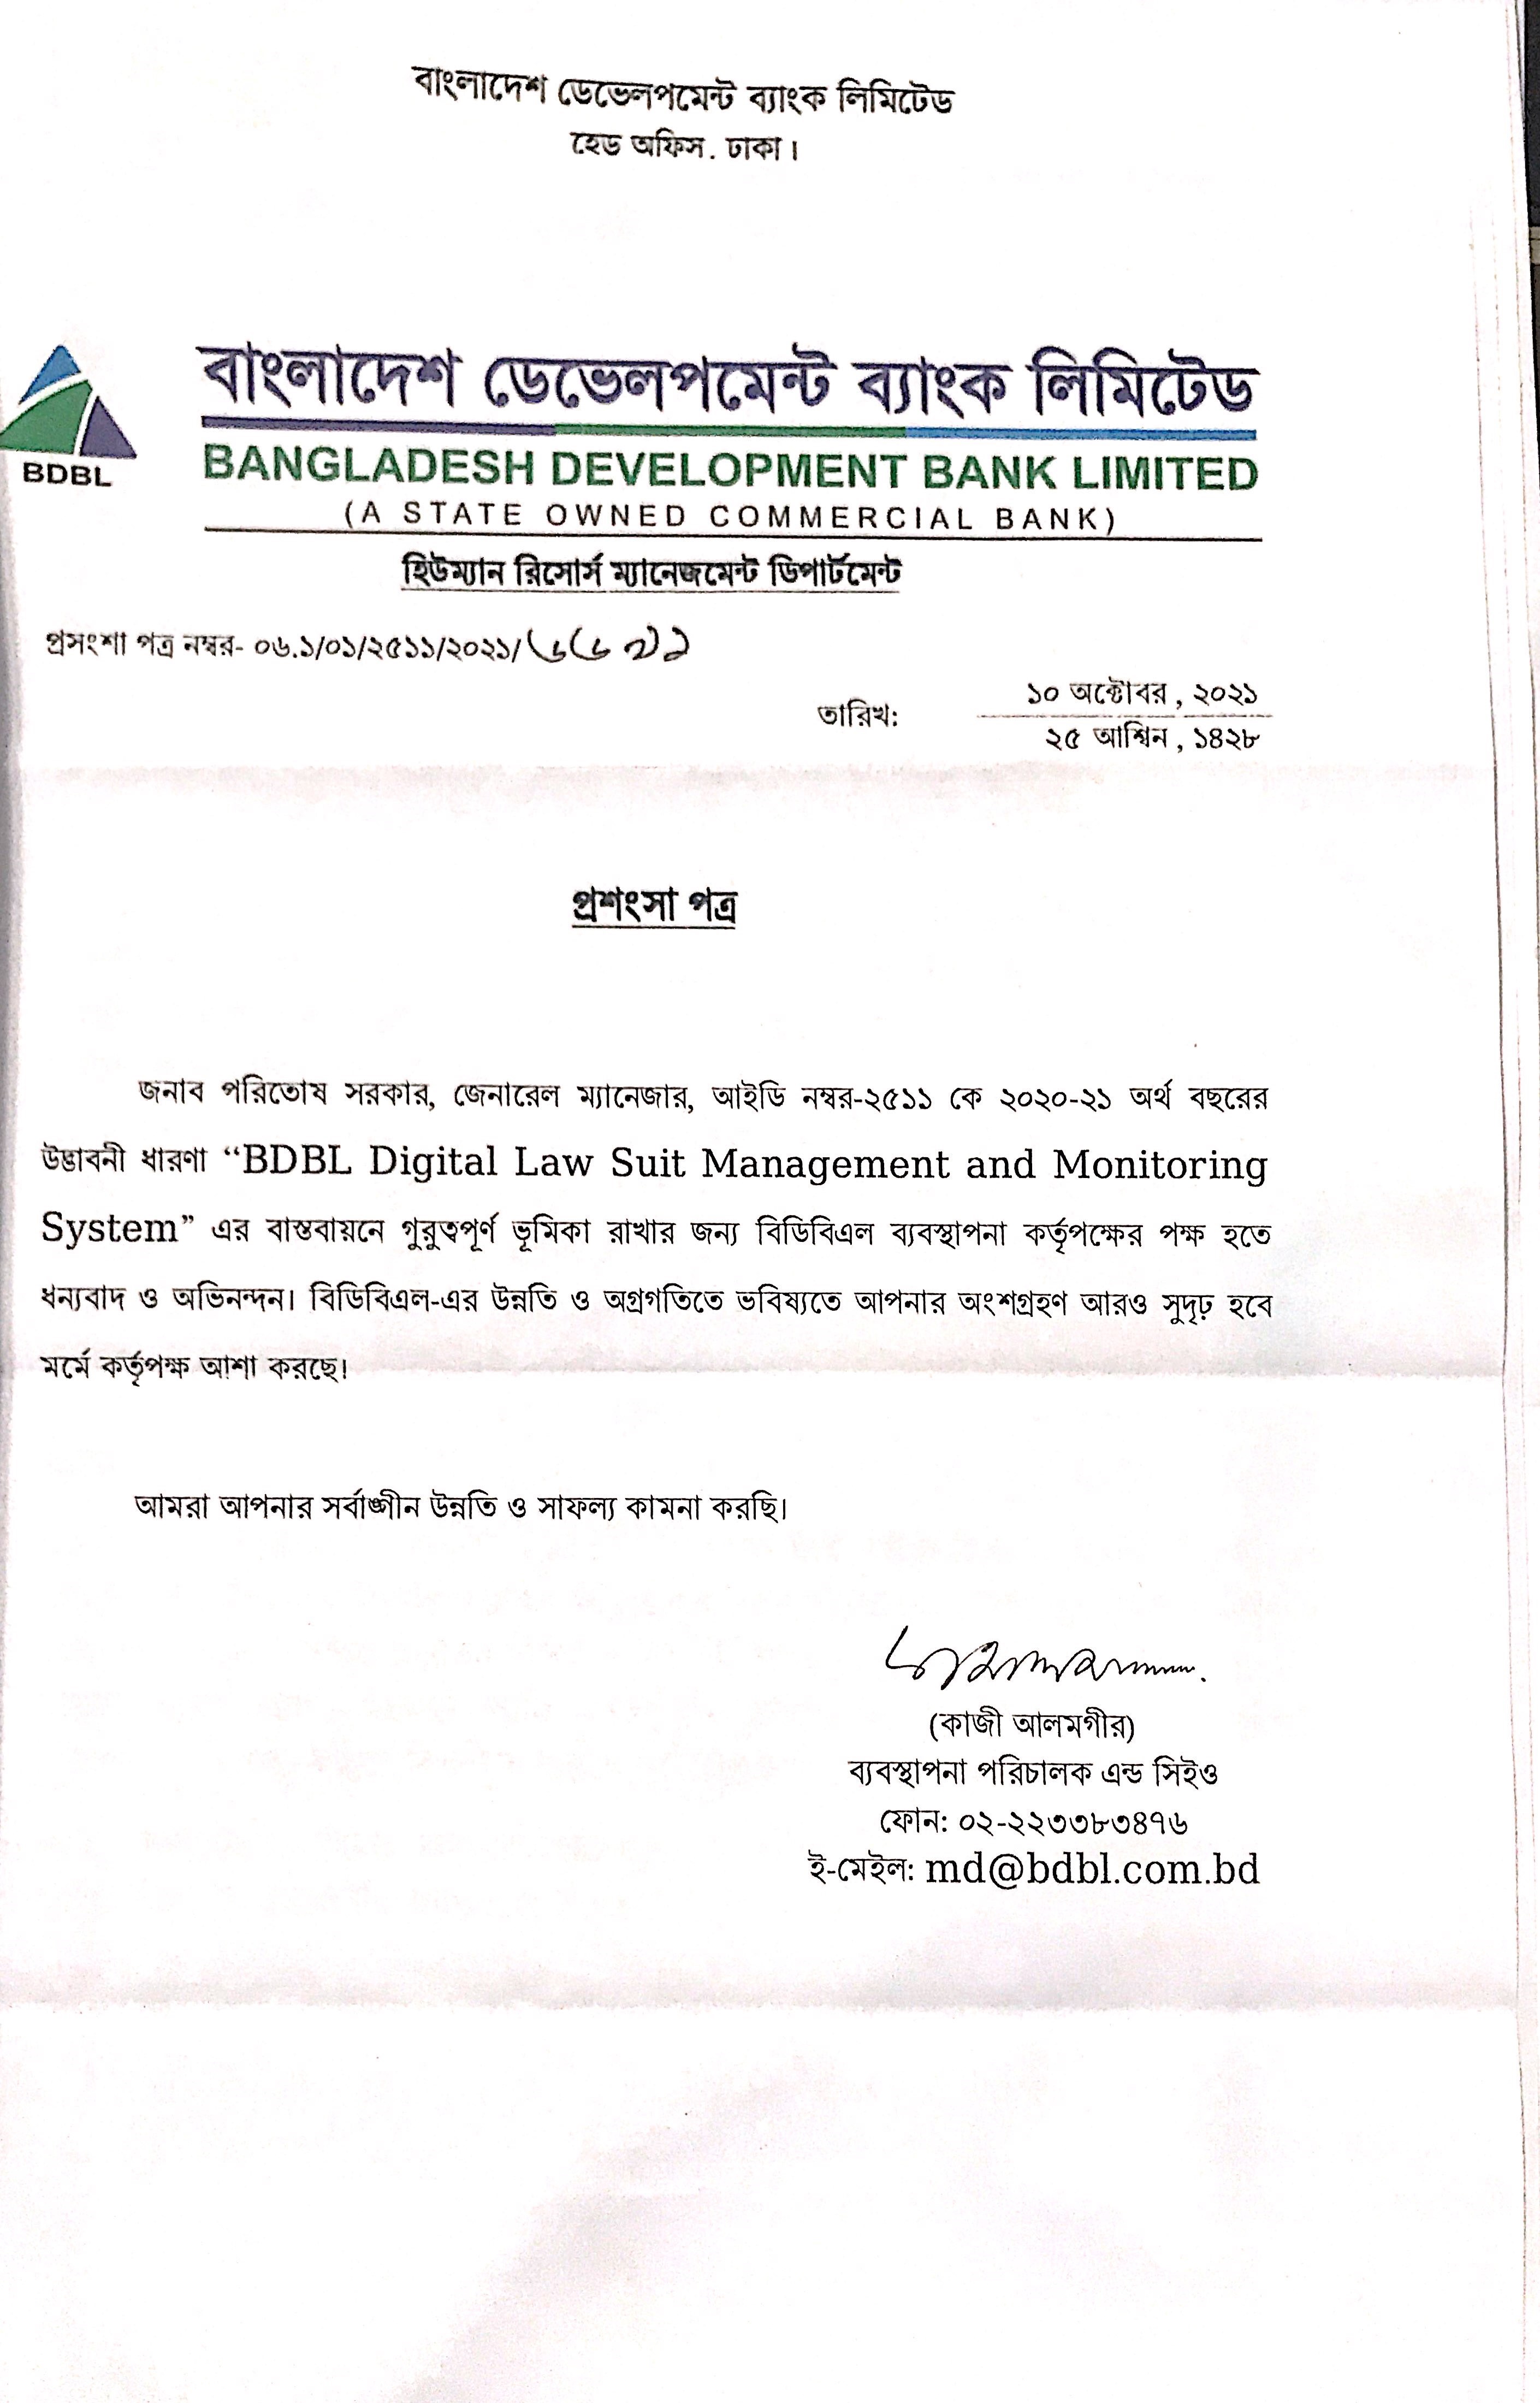 বাংলাদেশ ডেভেলপমেন্ট ব্যাংক লিমিটেড
হেড অফিস. ঢাকা।
বাংলাদেশ ডেভেলপমেন্ট ব্যাংক লিমিটেড
BDBL
BANGLADESH DEVELOPMENT BANK LIMITED
(A STATE OWNED COMMERCIAL BANK)
হিউম্যান রিসোর্স ম্যানেজমেন্ট ডিপার্টমেন্ট
প্রসংশা পত্র নম্বর- ০৬.১/০১/২৫১১/২০২১/
১০ অক্টোবর , ২০২১
তারিখ:
২৫ আশ্বিন , ১৪২৮
প্রশংসা পত্র
জনাব পরিতোষ সরকার, জেনারেল ম্যানেজার, আইডি নম্বর-২৫১১ কে ২০২০-২১ অর্থ বছরের
উদ্ভাবনী ধারণা “BDBL Digital Law Suit Management and Monitoring
System” এর বাস্তবায়নে গুরুত্বপূর্ণ ভূমিকা রাখার জন্য বিডিবিএল ব্যবস্থাপনা কর্তৃপক্ষের পক্ষ হতে
ধন্যবাদ ও অভিনন্দন। বিডিবিএল-এর উন্নতি ও অগ্রগতিতে ভবিষ্যতে আপনার অংশগ্রহণ আরও সুদৃঢ় হবে
মর্মে কর্তৃপক্ষ আশা করছে।
আমরা আপনার সর্বাঙ্গীন উন্নতি ও সাফল্য কামনা করছি।
(কাজী আলমগীর)
ব্যবস্থাপনা পরিচালক এন্ড সিইও
ফোন: ০২-২২৩৩৮৩৪৭৬
ই-মেইল: md@bdbl.com.bd